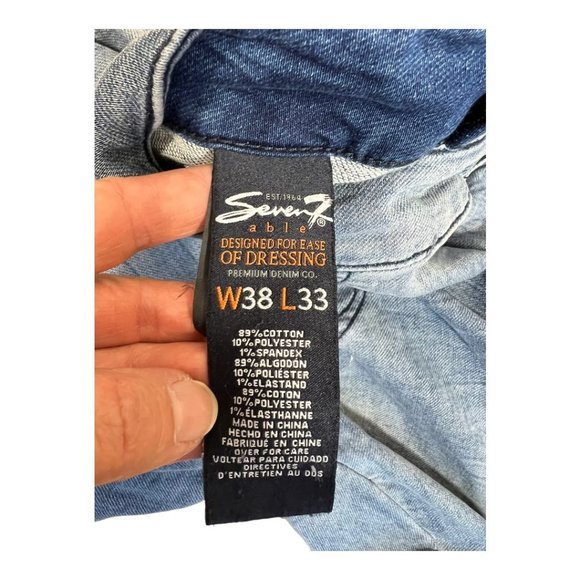 EST.1964
Seven7®
able
DESIGNED FOR EASE
OF DRESSING
PREMIUM DENIM CO.
W38 L33
89%COTTON
10%POLYESTER
1%SPANDEX
89%ALGODÓN
10%POLIÉSTER
1%ELASTAND
89%COTON
10%POLYESTER
1%ÉLASTHANNE
MADE IN CHINA
HECHO EN CHINA
FABRIQUÉ EN CHINE
OVER FOR CARE
VOLTEAR PARA CUIDADO
DIRECTIVES
D'ENTRETIEN AU DOS